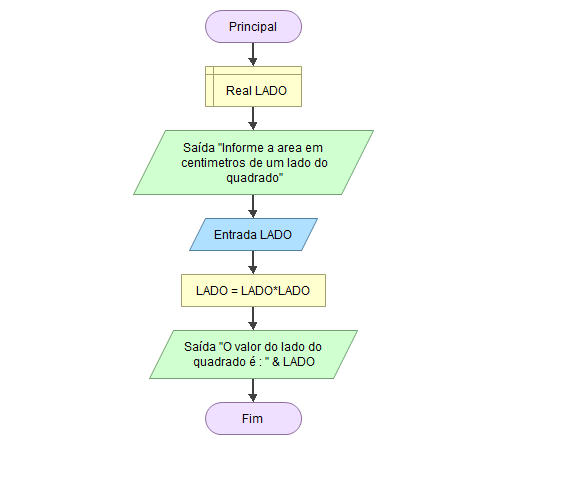 Principal
Real LADO
Saída "Informe a area em
centimetros de um lado do
quadrado"
Entrada LADO
LADO = LADO*LADO
Saída "O valor do lado do
quadrado é : " & LADO
Fim